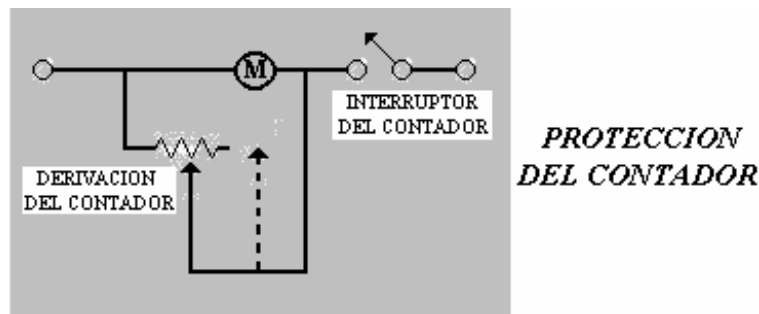 M
INTERRUPTOR
DEL CONTADOR
DERIVACION
DEL CONTADOR
PROTECCION
DEL CONTADOR